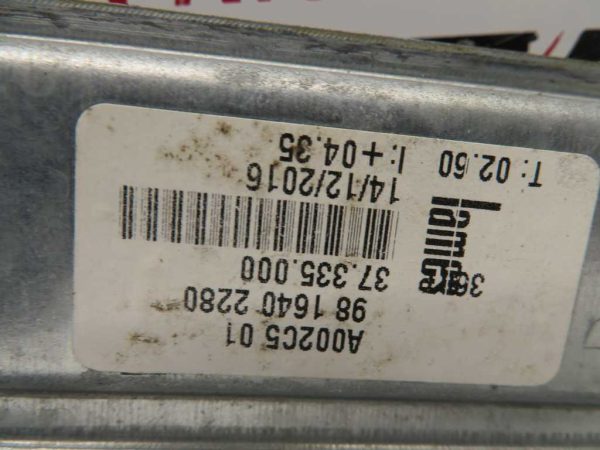 A002C5 01
98 1640 2280
37.335.000
14/12/2016
I:+04.35
T: 02.60